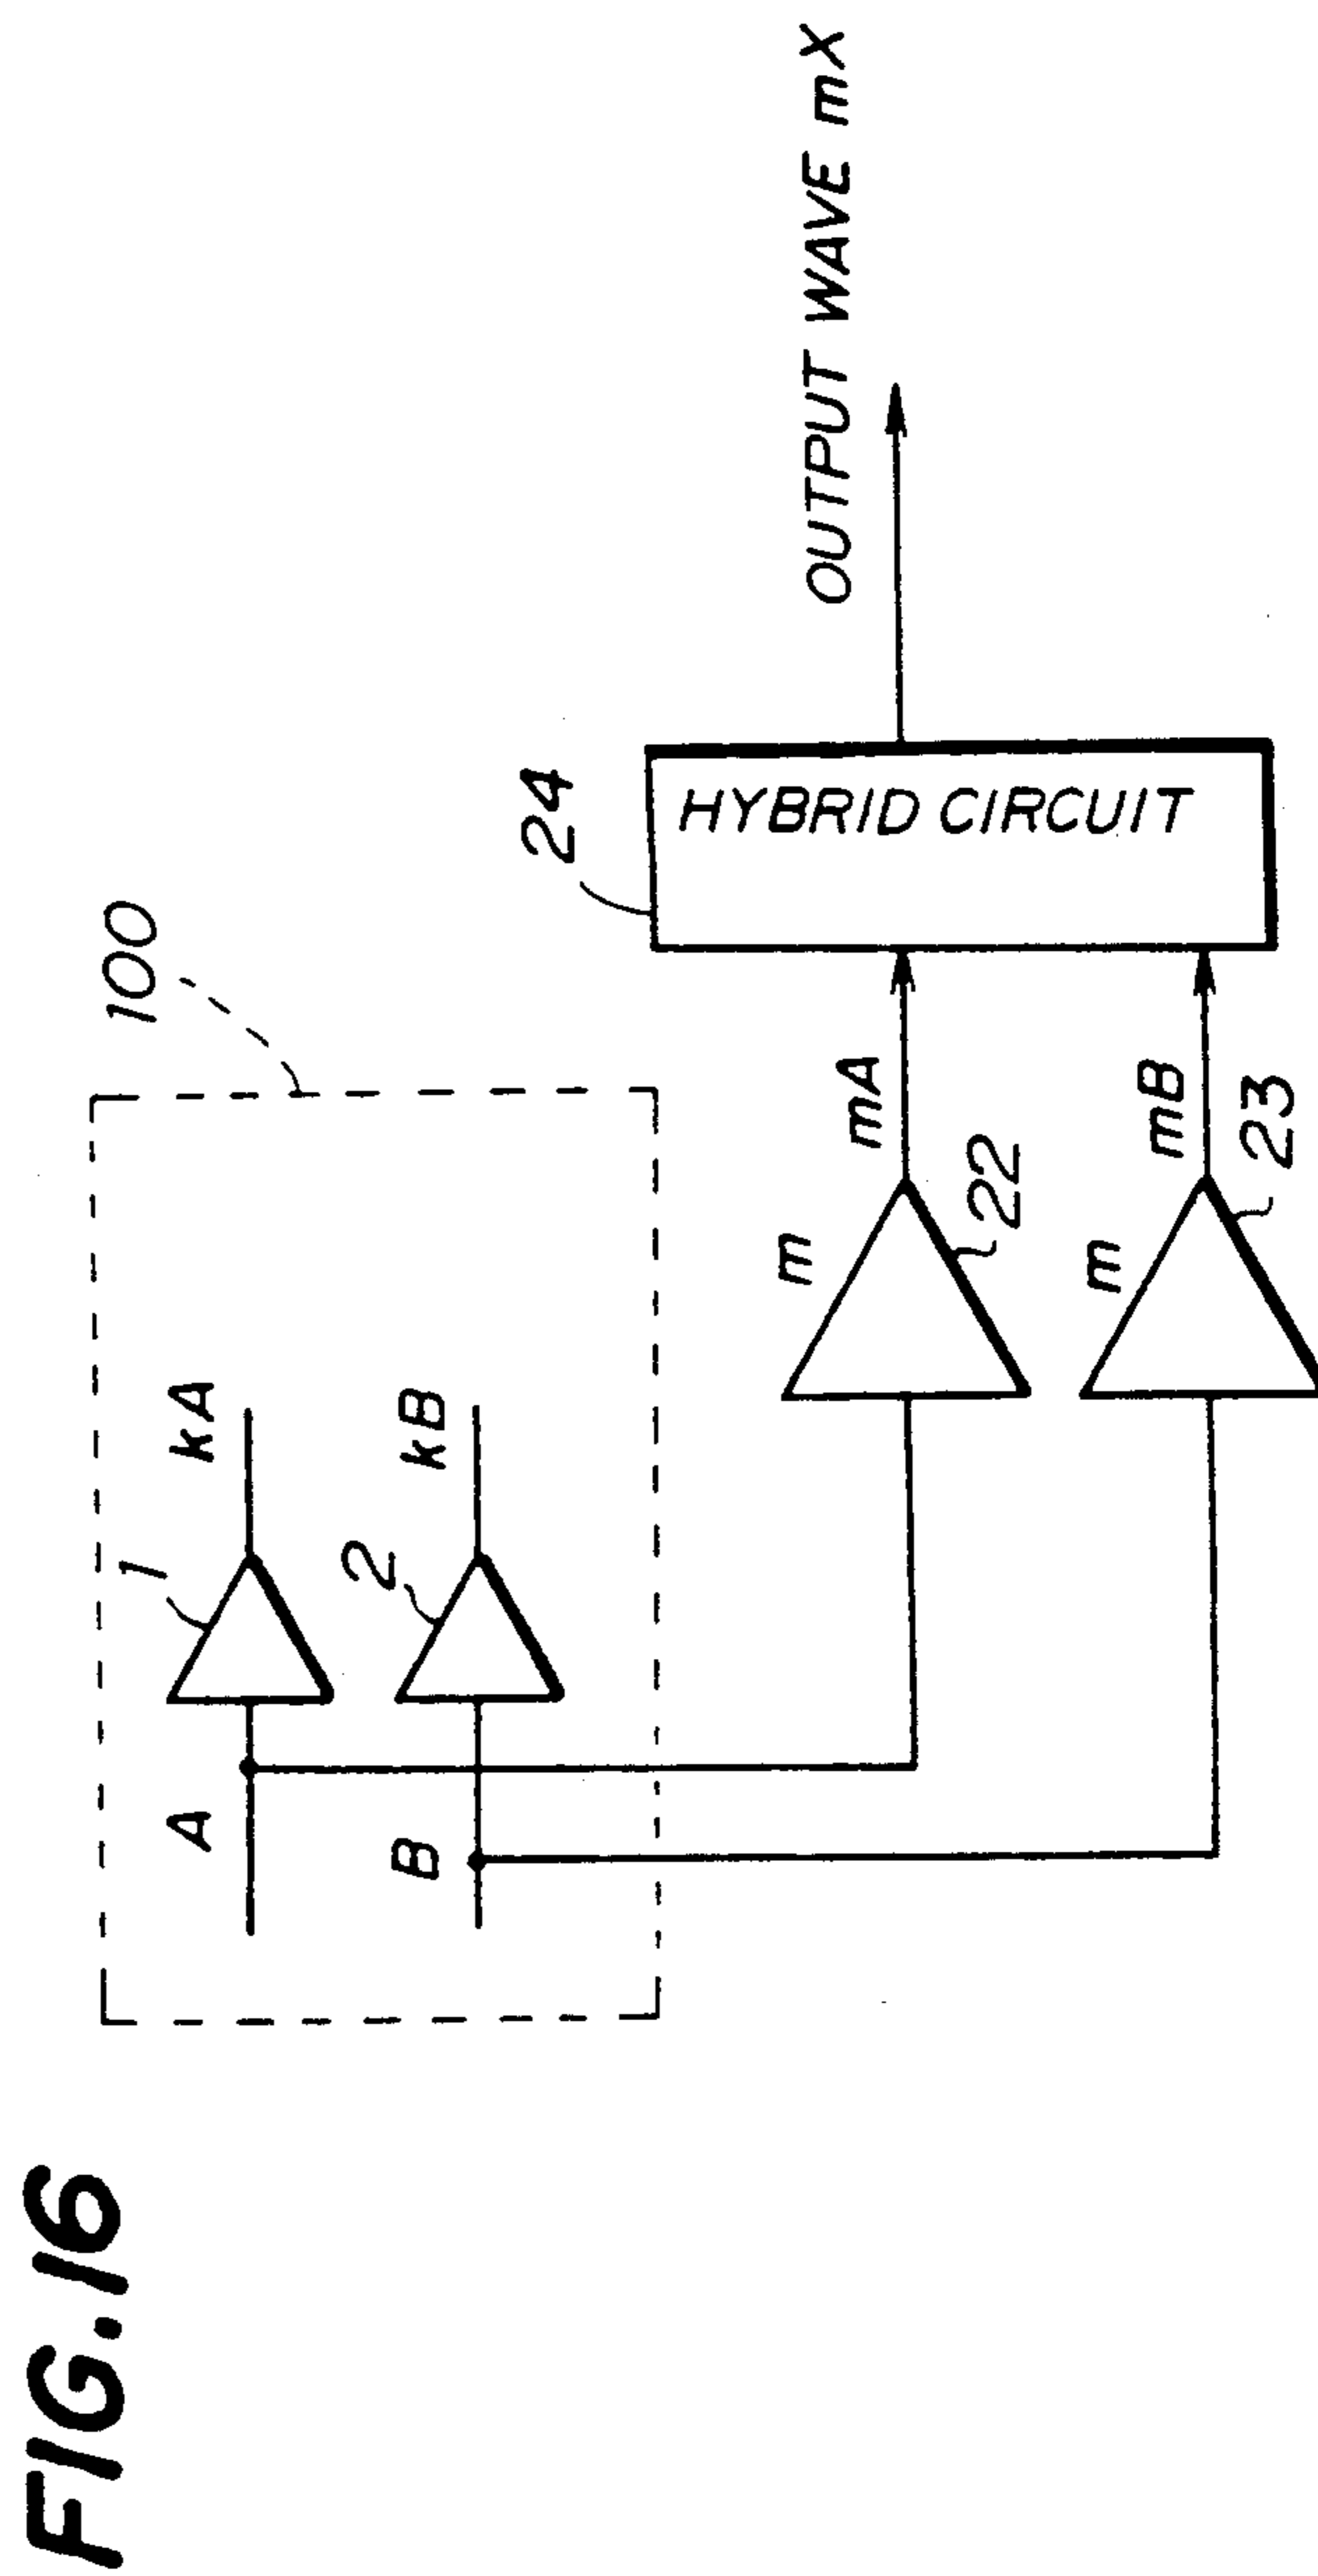 FIG.16
100
A
1
kA
B
2
kB
24
HYBRID CIRCUIT
OUTPUT WAVE mX
m
22
mA
m
23
mB